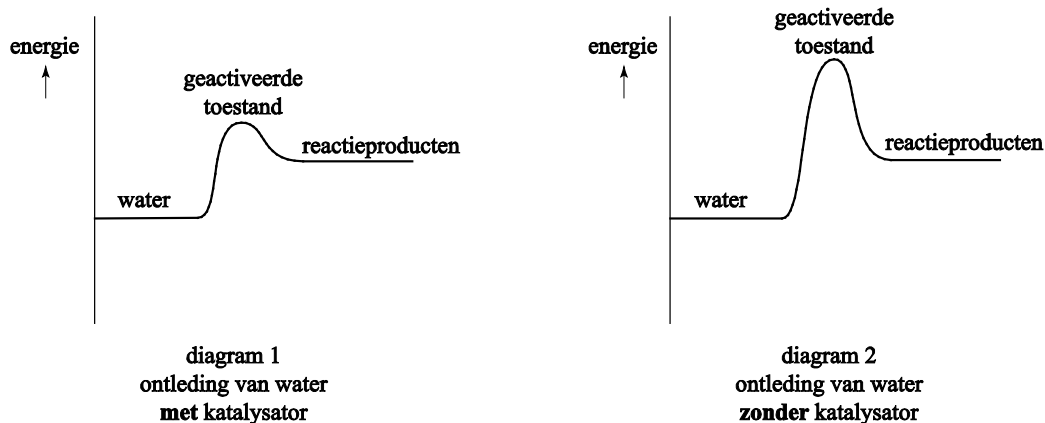 energie
geactiveerde
toestand
reactieproducten
water
diagram 1
ontleding van water
met katalysator
energie
geactiveerde
toestand
reactieproducten
water
diagram 2
ontleding van water
zonder katalysator